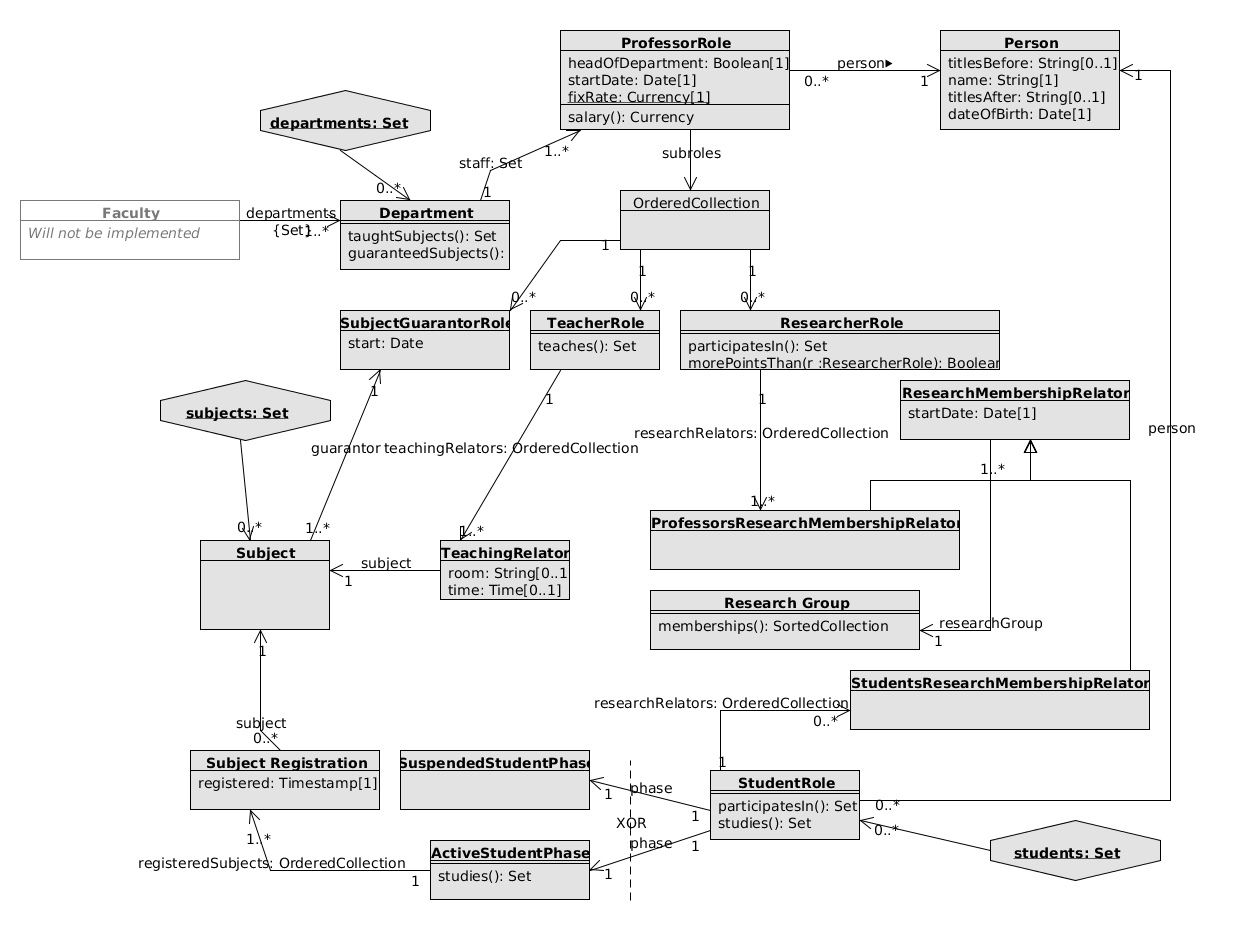 ProfessorRole
headOfDepartment: Boolean[1]
startDate: Date[1]
fixRate: Currency[1]
salary(): Currency
person▸
0..*
1
Person
titlesBefore: String[0..1]
name: String[1]
titlesAfter: String[0..1]
dateOfBirth: Date[1]
1
departments: Set
0..*
staff: Set
1..*
1
subroles
Faculty
Will not be implemented
departments
{Set}
1..*
Department
taughtSubjects(): Set
guaranteedSubjects():
OrderedCollection
1
0..*
1
0..*
1
0..*
SubjectGuarantorRole
start: Date
TeacherRole
teaches(): Set
ResearcherRole
participatesIn(): Set
morePointsThan(r :ResearcherRole): Boolean
ResearchMembershipRelator
startDate: Date[1]
subjects: Set
0..*
1
guarantor
1..*
1
teachingRelators: OrderedCollection
1..*
1
researchRelators: OrderedCollection
1..*
person
1..*
ProfessorsResearchMembershipRelator
Subject
subject
1
TeachingRelator
room: String[0..1
time: Time[0..1]
Research Group
memberships(): SortedCollection
researchGroup
1
1
subject
0..*
StudentsResearchMembershipRelator
researchRelators: OrderedCollection
0..*
1
Subject Registration
registered: Timestamp[1]
SuspendedStudentPhase
phase
1
1
XOR
phase
1
1
StudentRole
participatesIn(): Set
studies(): Set
0..*
0..*
students: Set
1..*
registeredSubjects: OrderedCollection
1
ActiveStudentPhase
studies(): Set